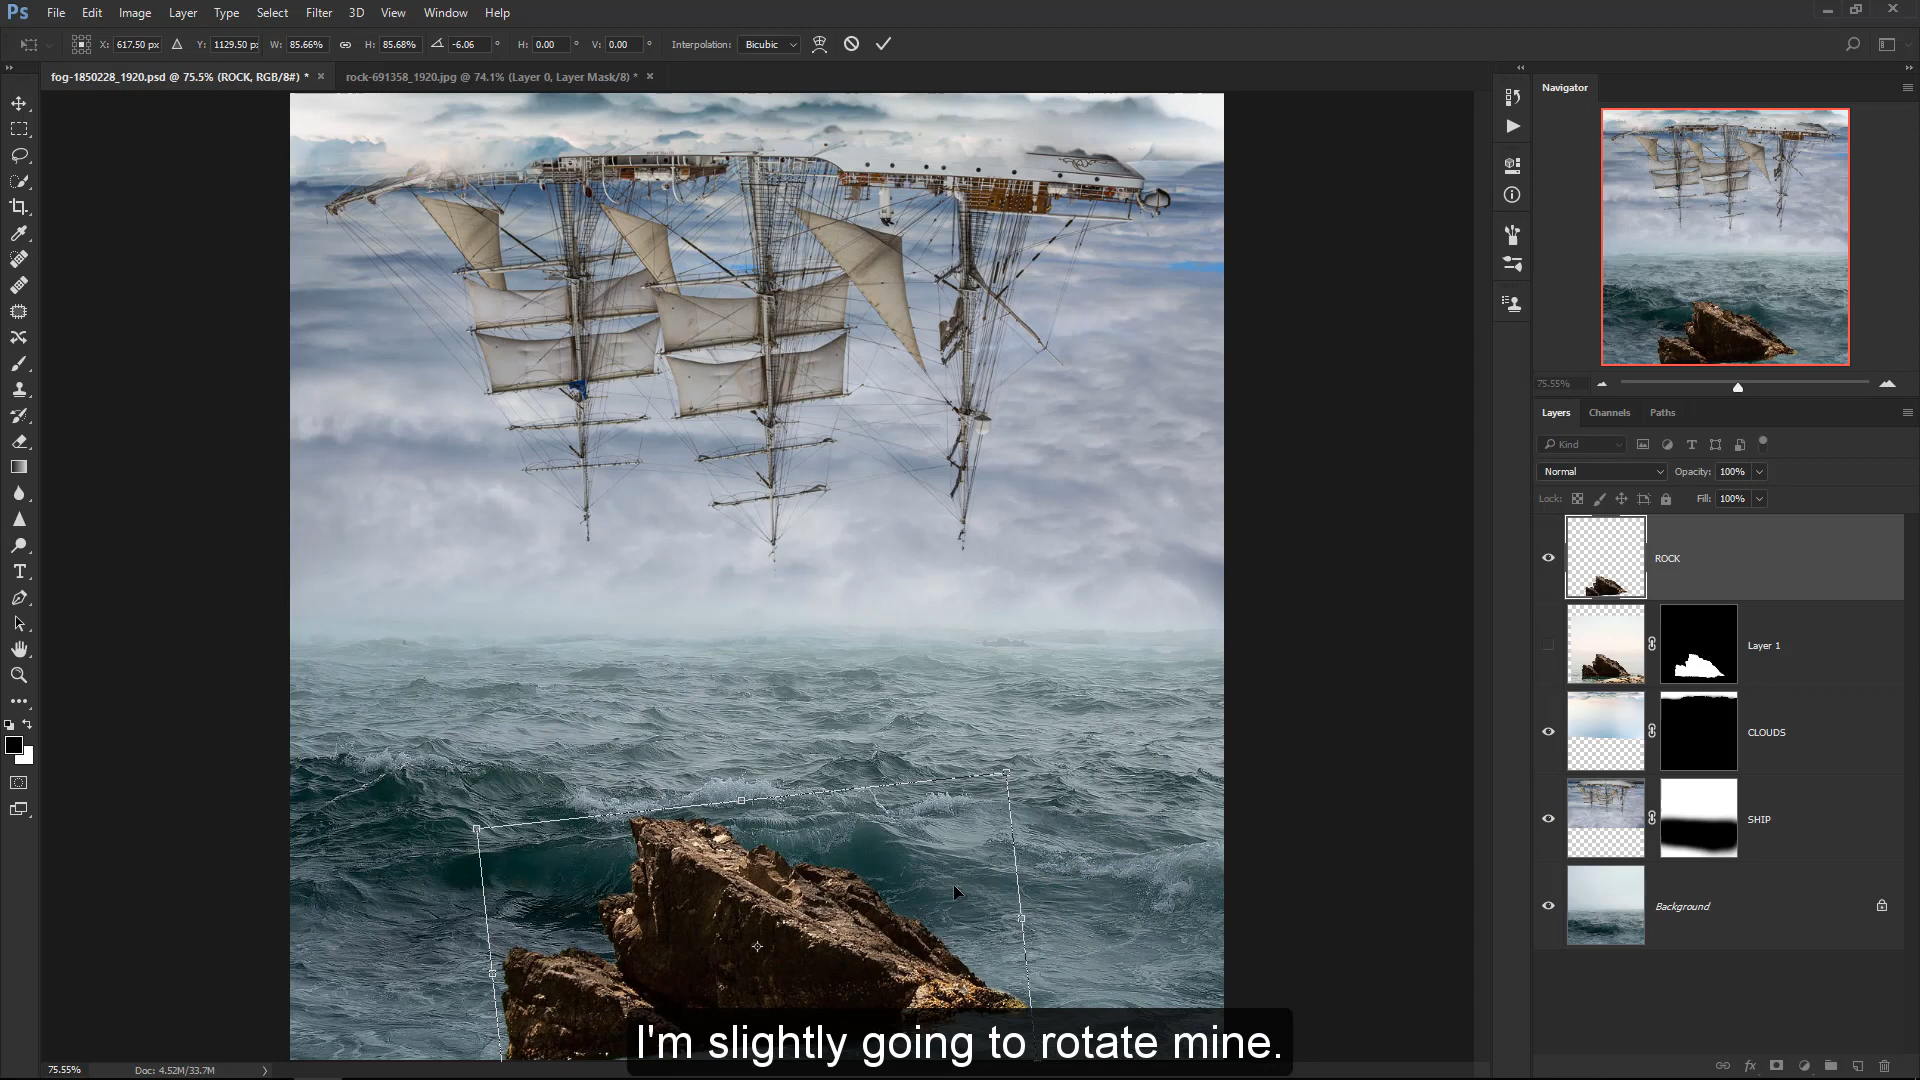 Ps File Edit Image Layer Type Select Filter 3D View Window Help
X: 617.50 px Y: 1129.50 px W: 85.66% H: 85.68% -6.06 ° H: 0.00 ° V: 0.00 ° Interpolation: Bicubic
fog-1850228_1920.psd @ 75.5% (ROCK, RGB/8#) * × rock-691358_1920.jpg @ 74.1% (Layer 0, Layer Mask/8) * ×
Navigator
75.55%
Layers Channels Paths
Kind
Normal Opacity: 100%
Lock: Fill: 100%
ROCK
Layer 1
CLOUDS
SHIP
Background
I'm slightly going to rotate mine.
75.55% Doc: 4.52M/33.7M